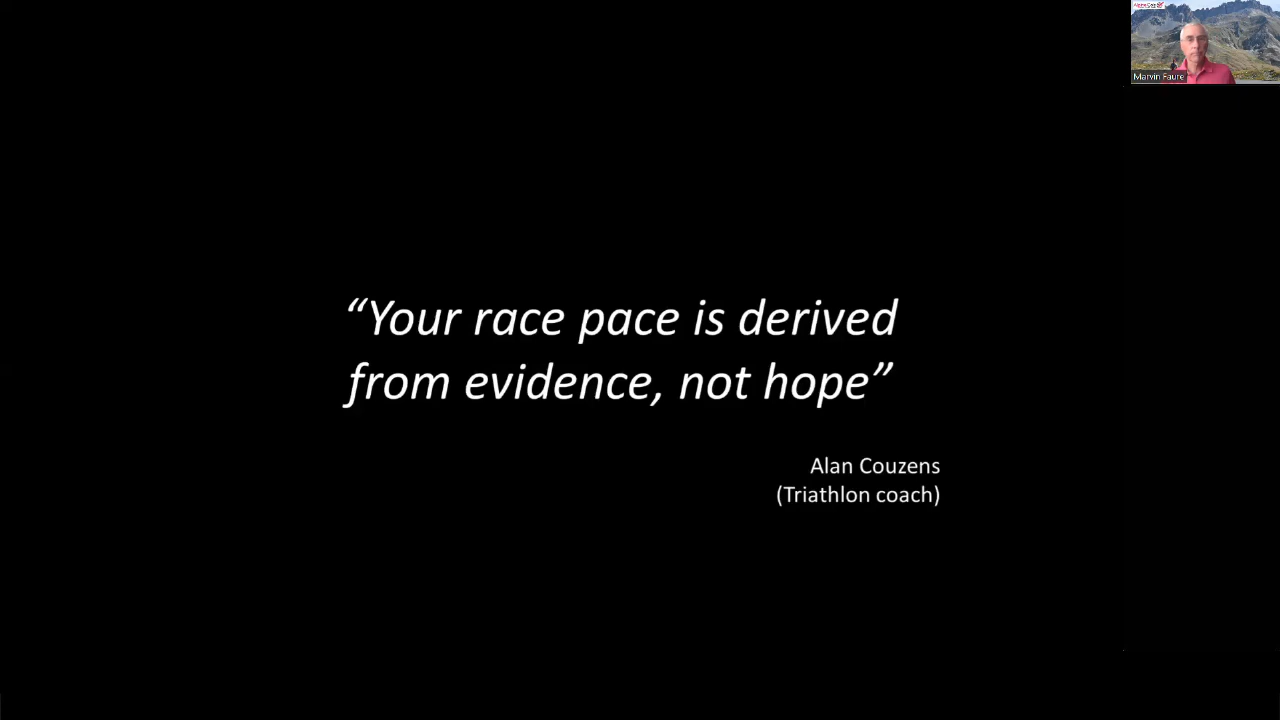 Marvin Faure
“Your race pace is derived
from evidence, not hope”
Alan Couzens
(Triathlon coach)